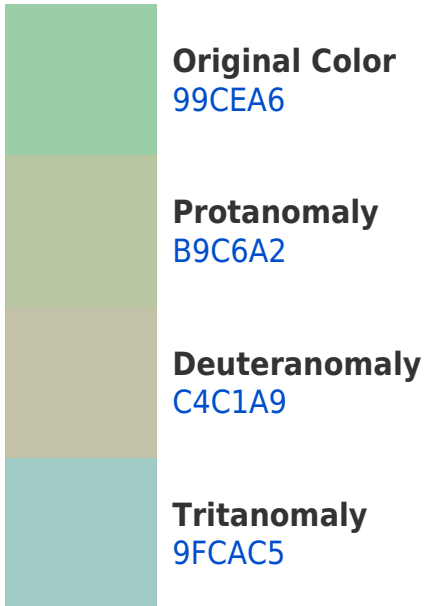 Original Color
99CEA6
Protanomaly
B9C6A2
Deuteranomaly
C4C1A9
Tritanomaly
9FCAC5